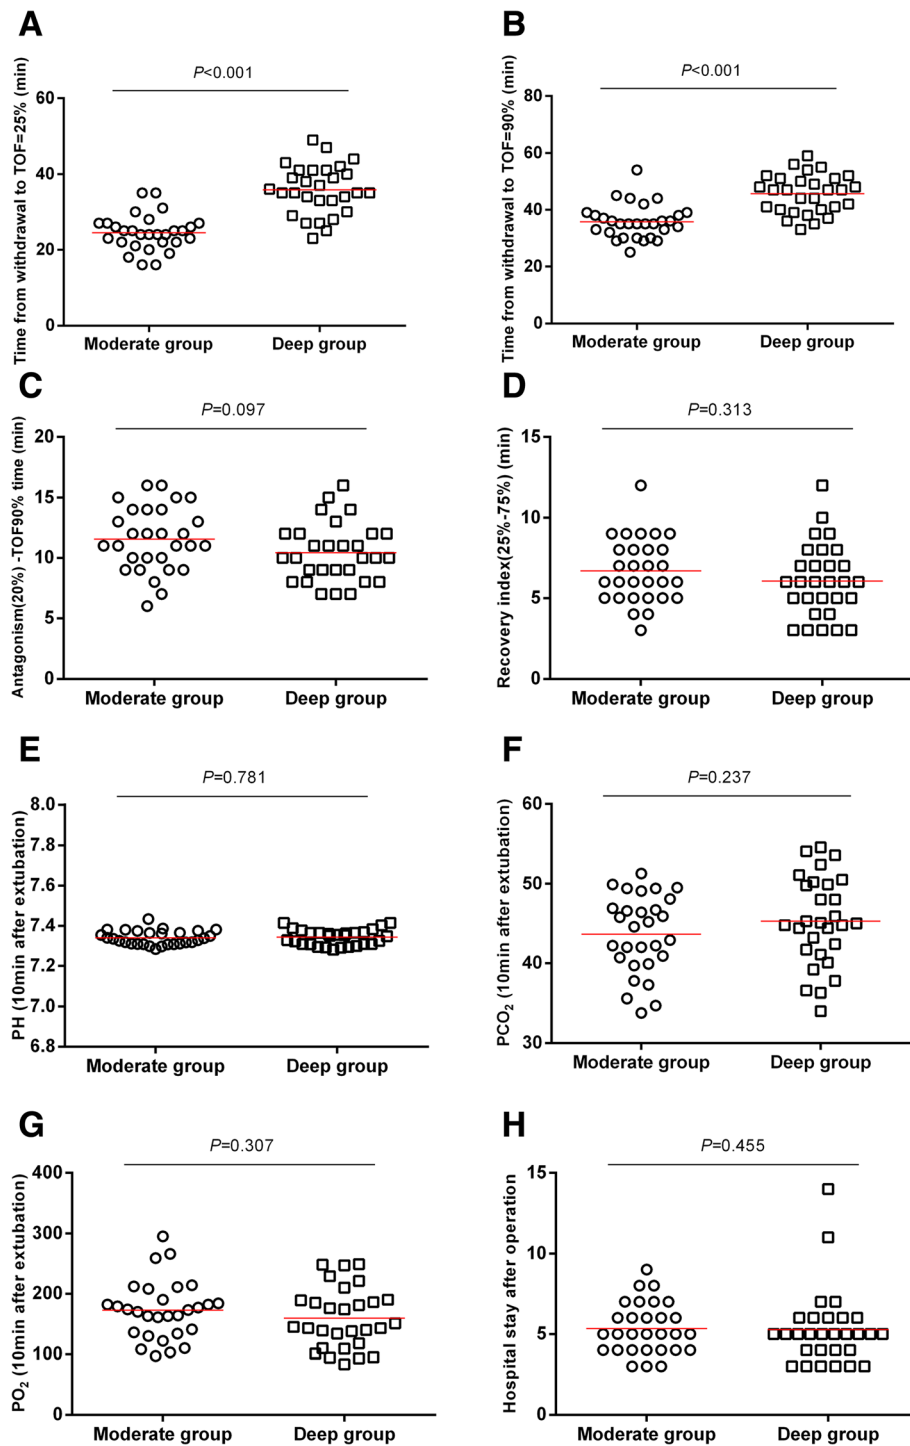 A
P<0.001
Time from withdrawal to TOF=25% (min)
60
40
20
0
Moderate group
Deep group
B
P<0.001
Time from withdrawal to TOF=90% (min)
80
60
40
20
0
Moderate group
Deep group
C
P=0.097
Antagonism(20%) -TOF90% time (min)
20
15
10
5
0
Moderate group
Deep group
D
P=0.313
Recovery index(25%-75%) (min)
15
10
5
0
Moderate group
Deep group
E
P=0.781
PH (10min after extubation)
8.0
7.8
7.6
7.4
7.2
7.0
6.8
Moderate group
Deep group
F
P=0.237
PCO₂ (10min after extubation)
60
50
40
30
Moderate group
Deep group
G
P=0.307
PO₂ (10min after extubation)
400
300
200
100
0
Moderate group
Deep group
H
P=0.455
Hospital stay after operation
15
10
5
0
Moderate group
Deep group